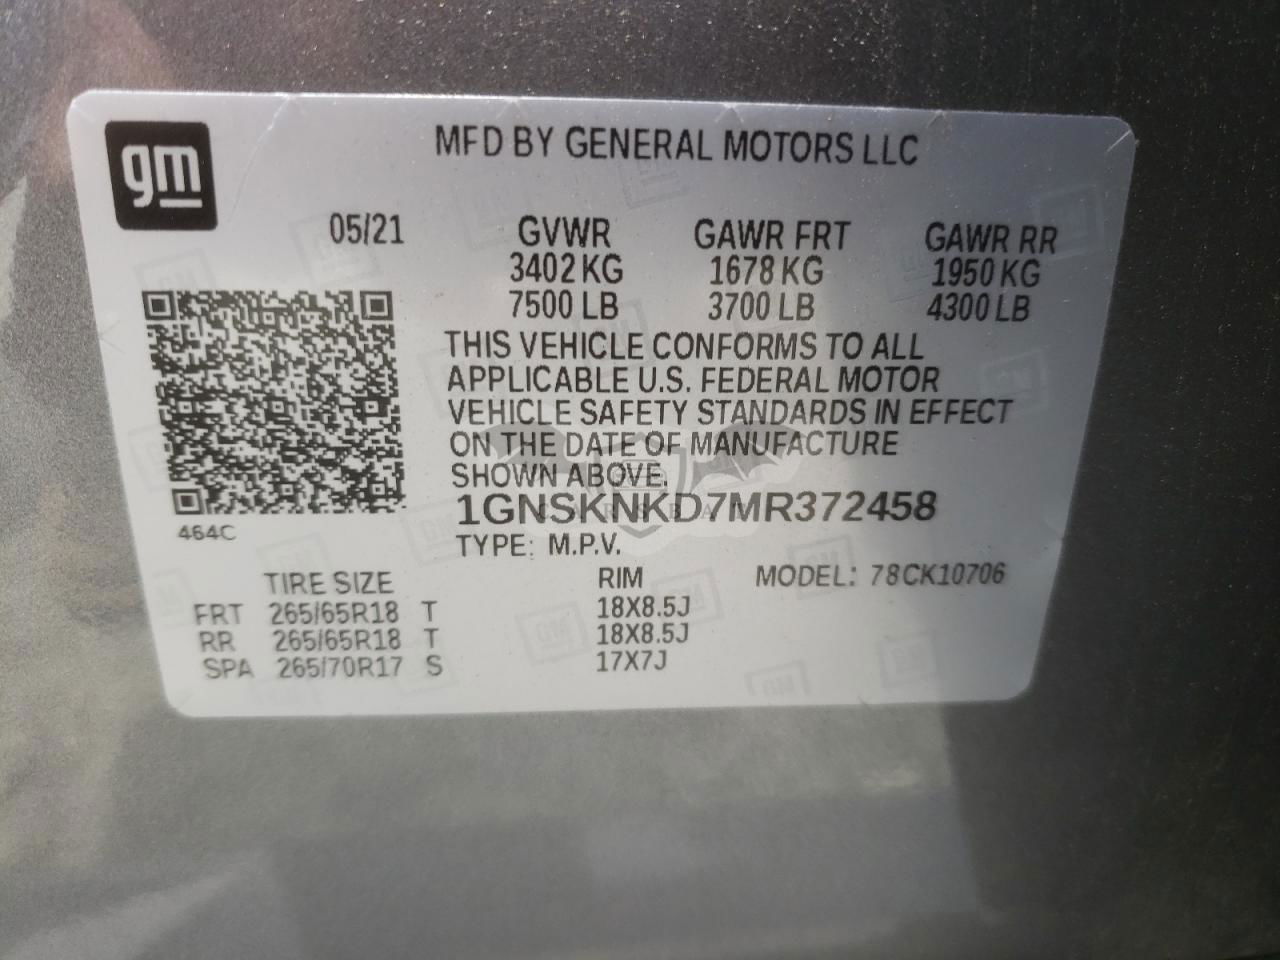 gm
MFD BY GENERAL MOTORS LLC
05/21 GVWR GAWR FRT GAWR RR
3402 KG 1678 KG 1950 KG
7500 LB 3700 LB 4300 LB
THIS VEHICLE CONFORMS TO ALL
APPLICABLE U.S. FEDERAL MOTOR
VEHICLE SAFETY STANDARDS IN EFFECT
ON THE DATE OF MANUFACTURE
SHOWN ABOVE.
1GNSKNKD7MR372458
464C
TYPE: M.P.V.
TIRE SIZE RIM MODEL: 78CK10706
FRT 265/65R18 T 18X8.5J
RR 265/65R18 T 18X8.5J
SPA 265/70R17 S 17X7J